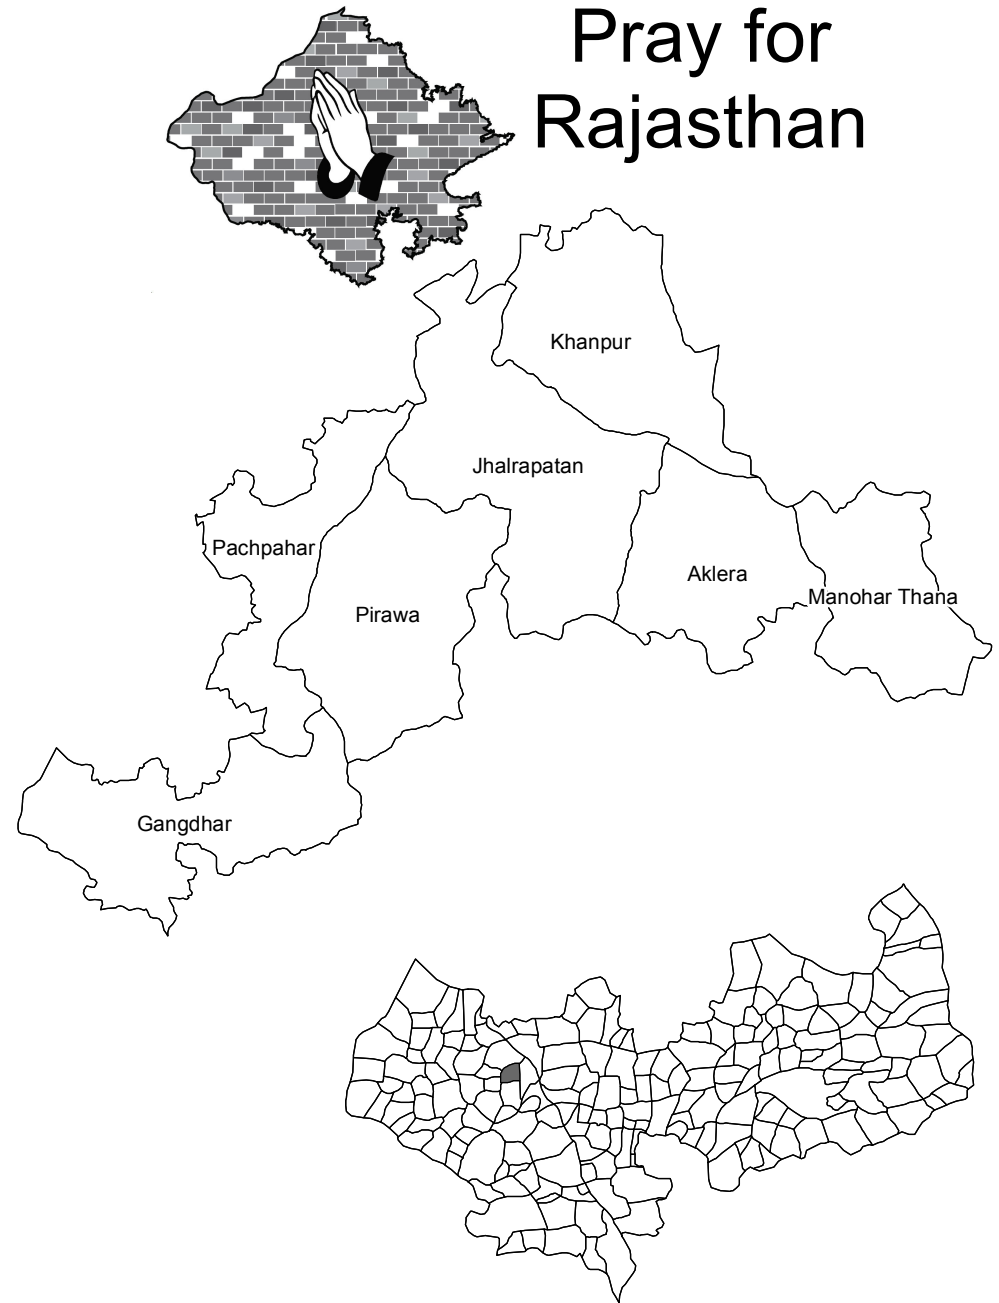 Pray for
Rajasthan
Khanpur
Jhalrapatan
Pachpahar
Aklera
Manohar Thana
Pirawa
Gangdhar